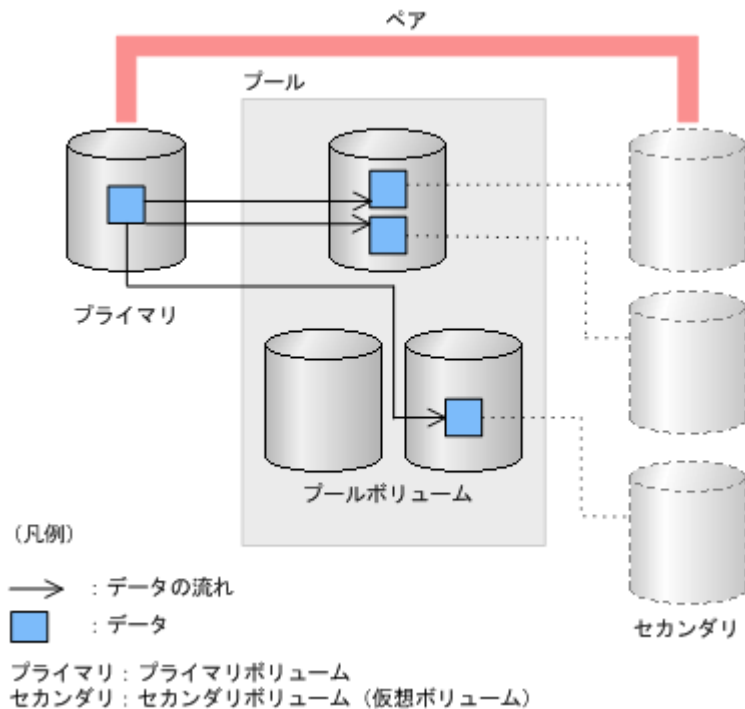 ペア
プール
プライマリ
プールボリューム
セカンダリ
（凡例）
：データの流れ
：データ
プライマリ：プライマリボリューム
セカンダリ：セカンダリボリューム（仮想ボリューム）